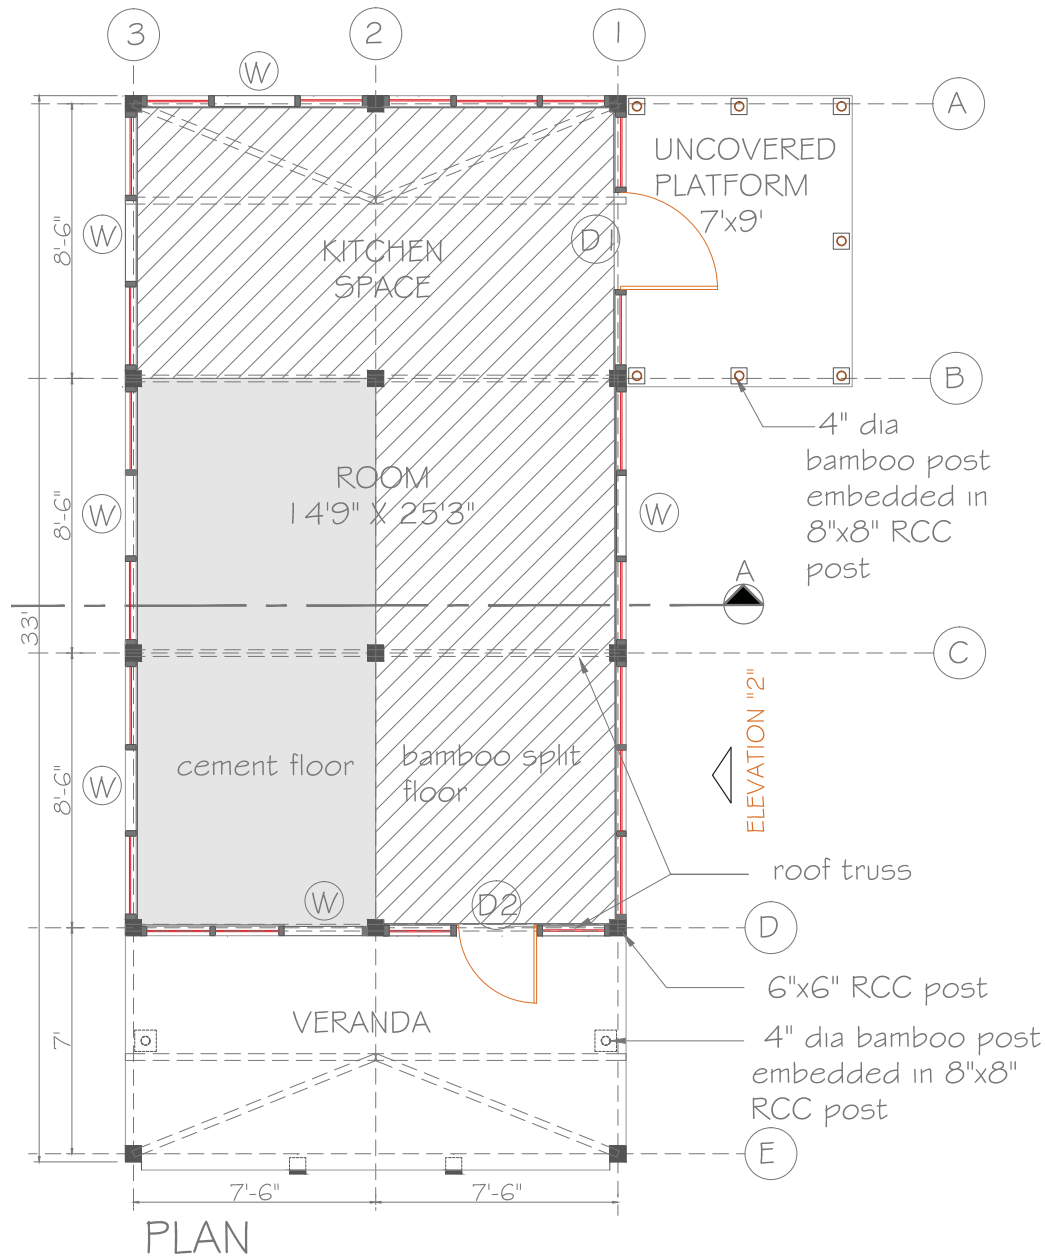 3
2
1
W
A
UNCOVERED
PLATFORM
7'x9'
W
D1
KITCHEN
SPACE
8'-6"
B
4" dia
bamboo post
embedded in
8"x8" RCC
post
ROOM
14'9" X 25'3"
W
W
8'-6"
A
33'
C
ELEVATION "2"
cement floor
bamboo split
floor
W
8'-6"
roof truss
W
D2
D
6"x6" RCC post
VERANDA
7'
4" dia bamboo post
embedded in 8"x8"
RCC post
E
7'-6"
7'-6"
PLAN